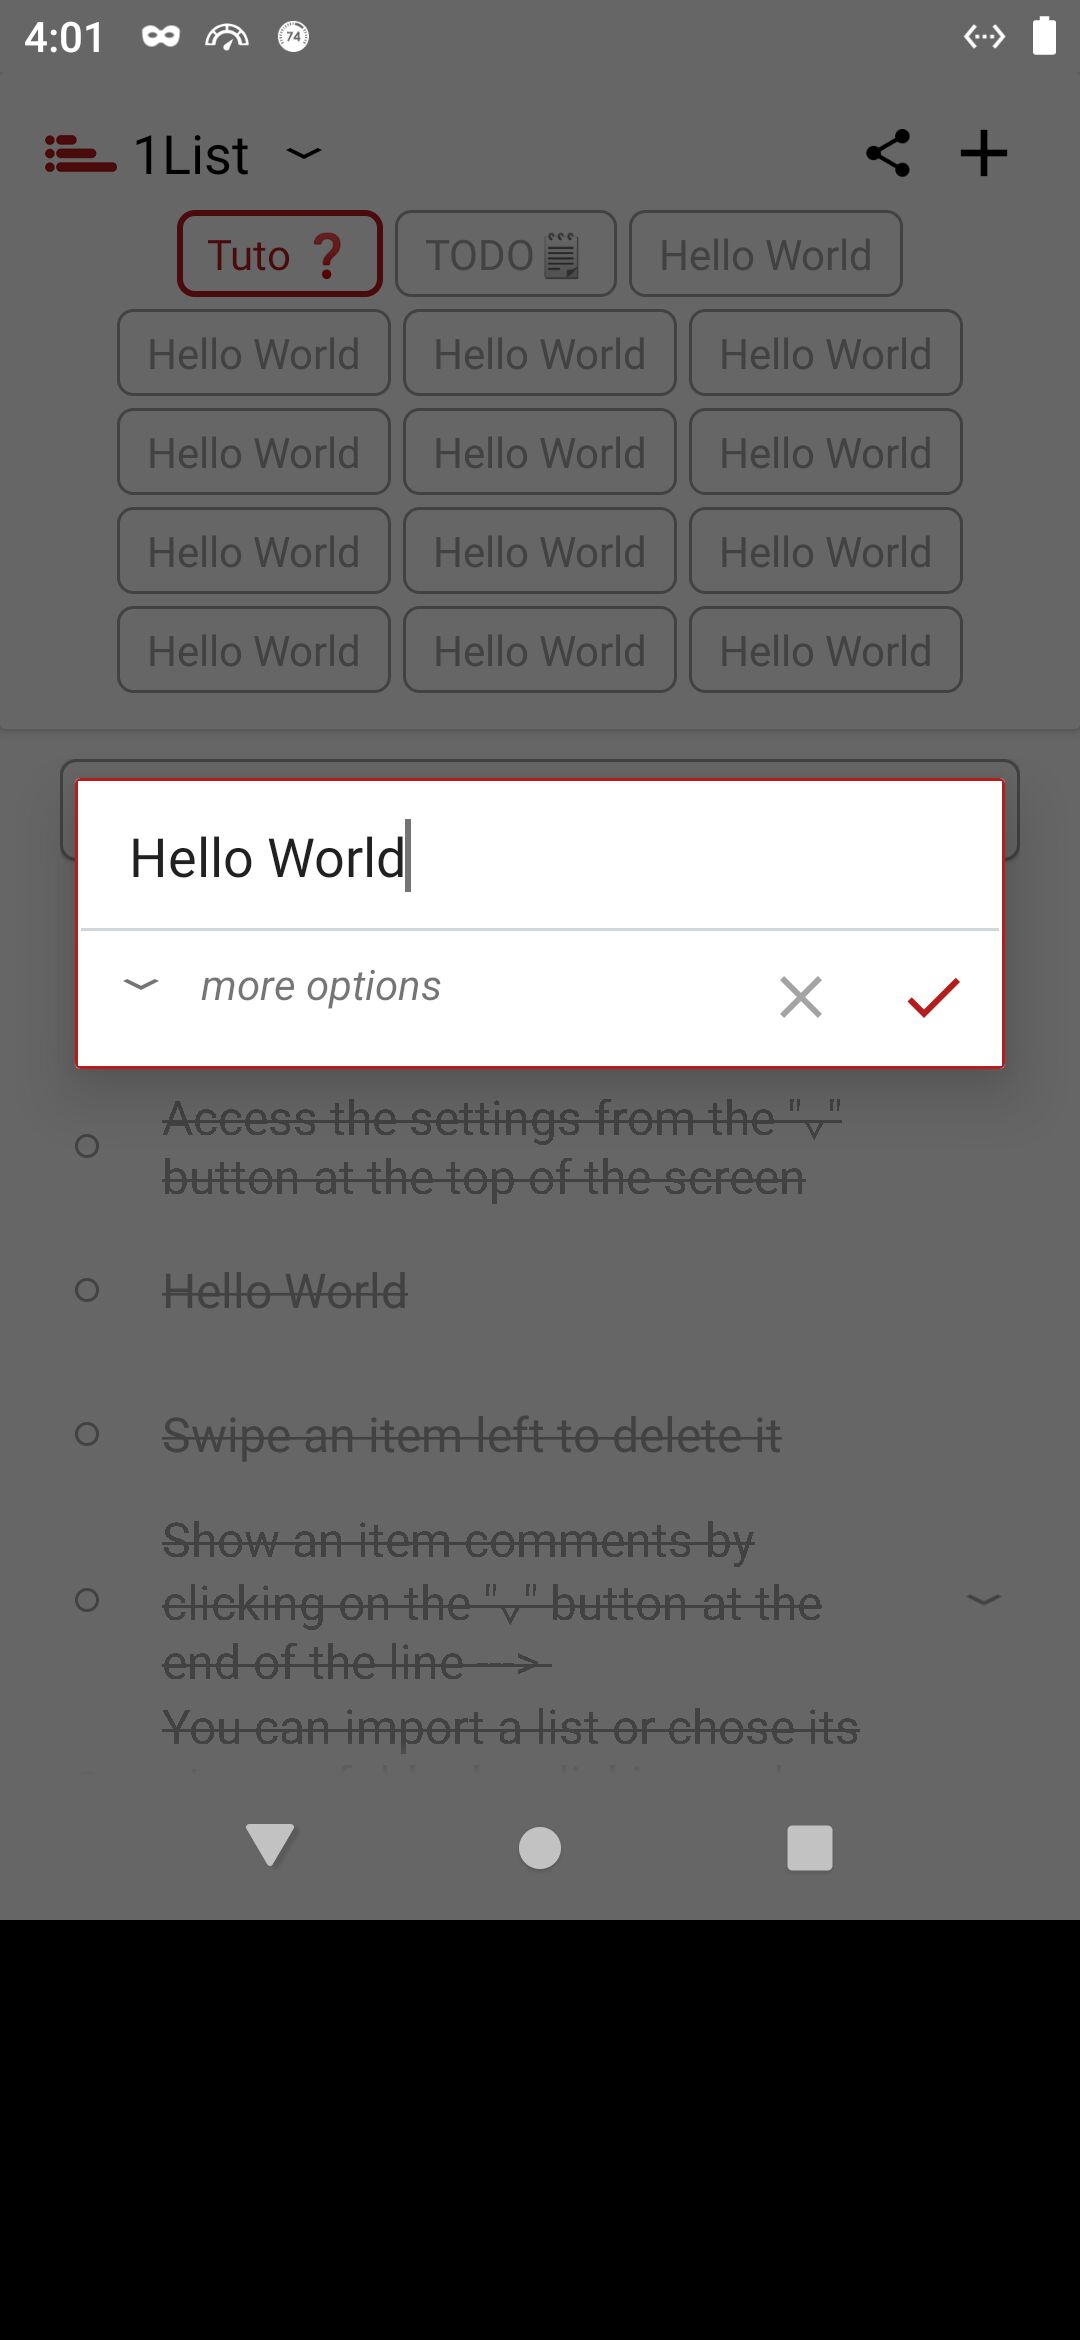 4:01
74
1List
Tuto ❓ TODO🗒 Hello World
Hello World Hello World Hello World
Hello World Hello World Hello World
Hello World Hello World Hello World
Hello World Hello World Hello World
Hello World
more options
Access the settings from the "⌄"
button at the top of the screen
Hello World
Swipe an item left to delete it
Show an item comments by
clicking on the "⌄" button at the
end of the line --->
You can import a list or chose its